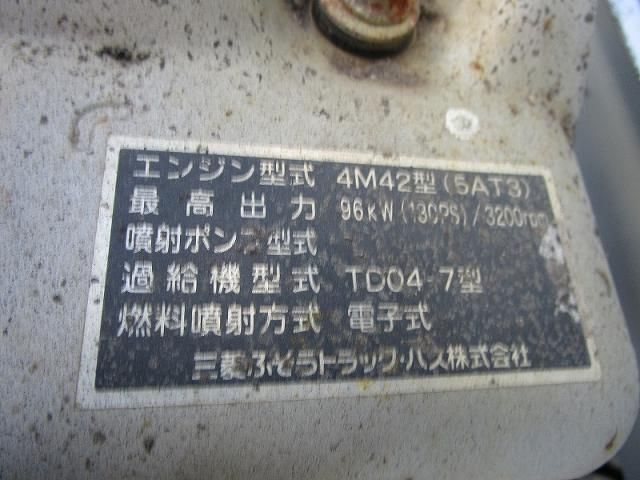 エンジン型式 4M42型(5AT3)
最高出力 96kW(130PS)/3200rpm
噴射ポンプ型式
過給機型式 TD04-7型
燃料噴射方式 電子式
三菱ふそうトラック・バス株式会社